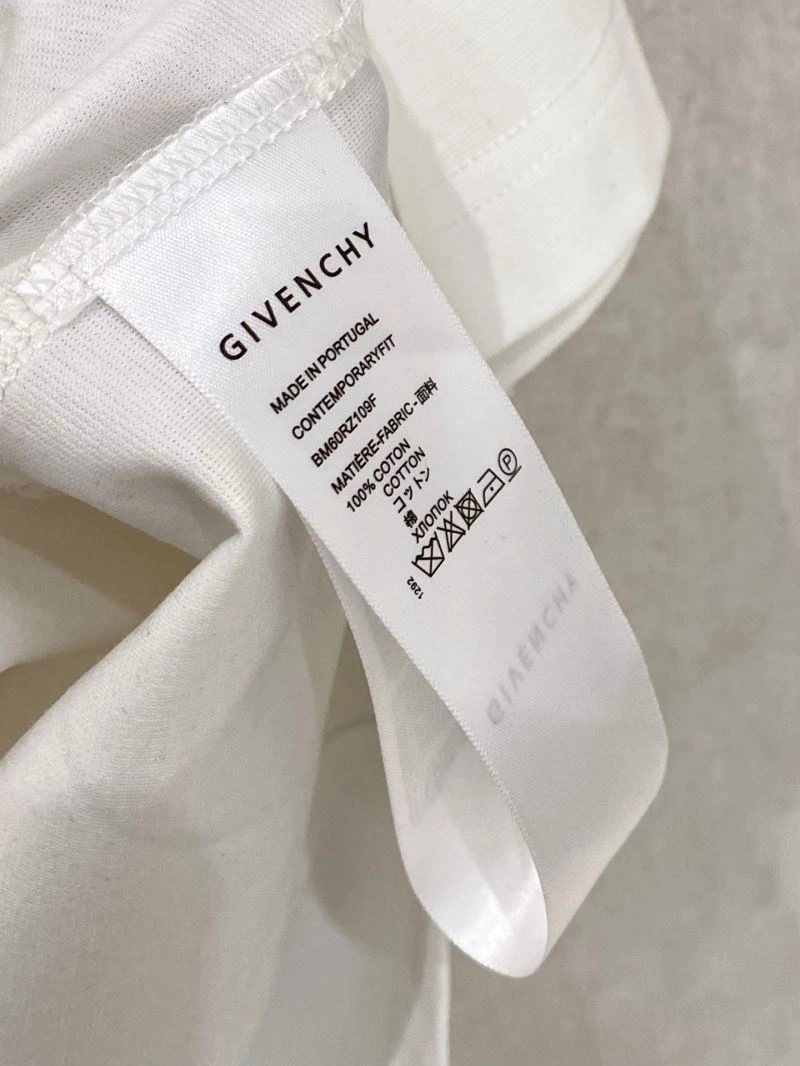 GIVENCHY
MADE IN PORTUGAL
CONTEMPORARYFIT
BM60RZ109F
MATIÈRE-FABRIC-面料
100% COTON
COTTON
コットン
棉
ХЛОПОК
P
1292
GIVENCHY